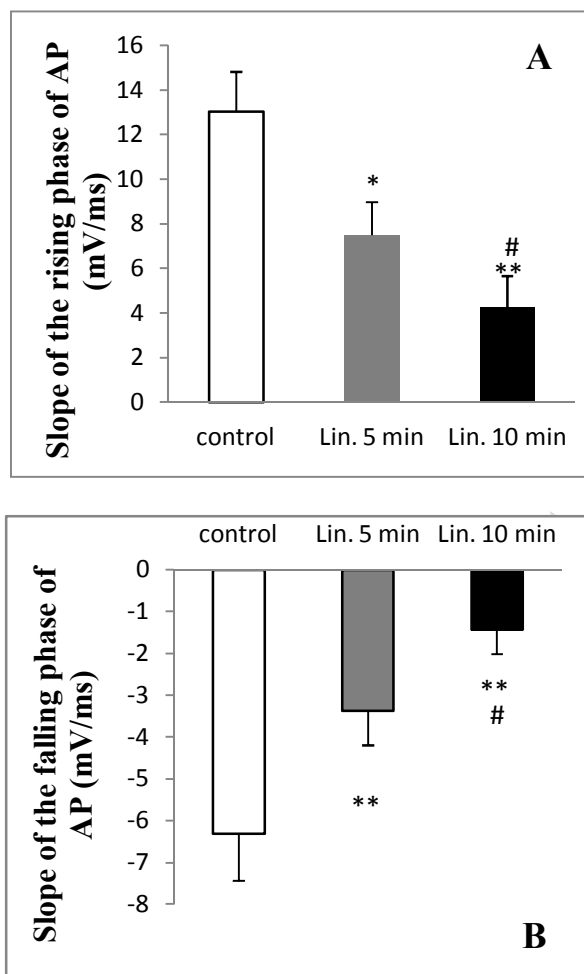 A
Slope of the rising phase of AP
(mV/ms)
16
14
12
10
8
6
4
2
0
*
#
**
control
Lin. 5 min
Lin. 10 min
control
Lin. 5 min
Lin. 10 min
Slope of the falling phase of
AP (mV/ms)
0
-1
-2
-3
-4
-5
-6
-7
-8
**
**
#
B